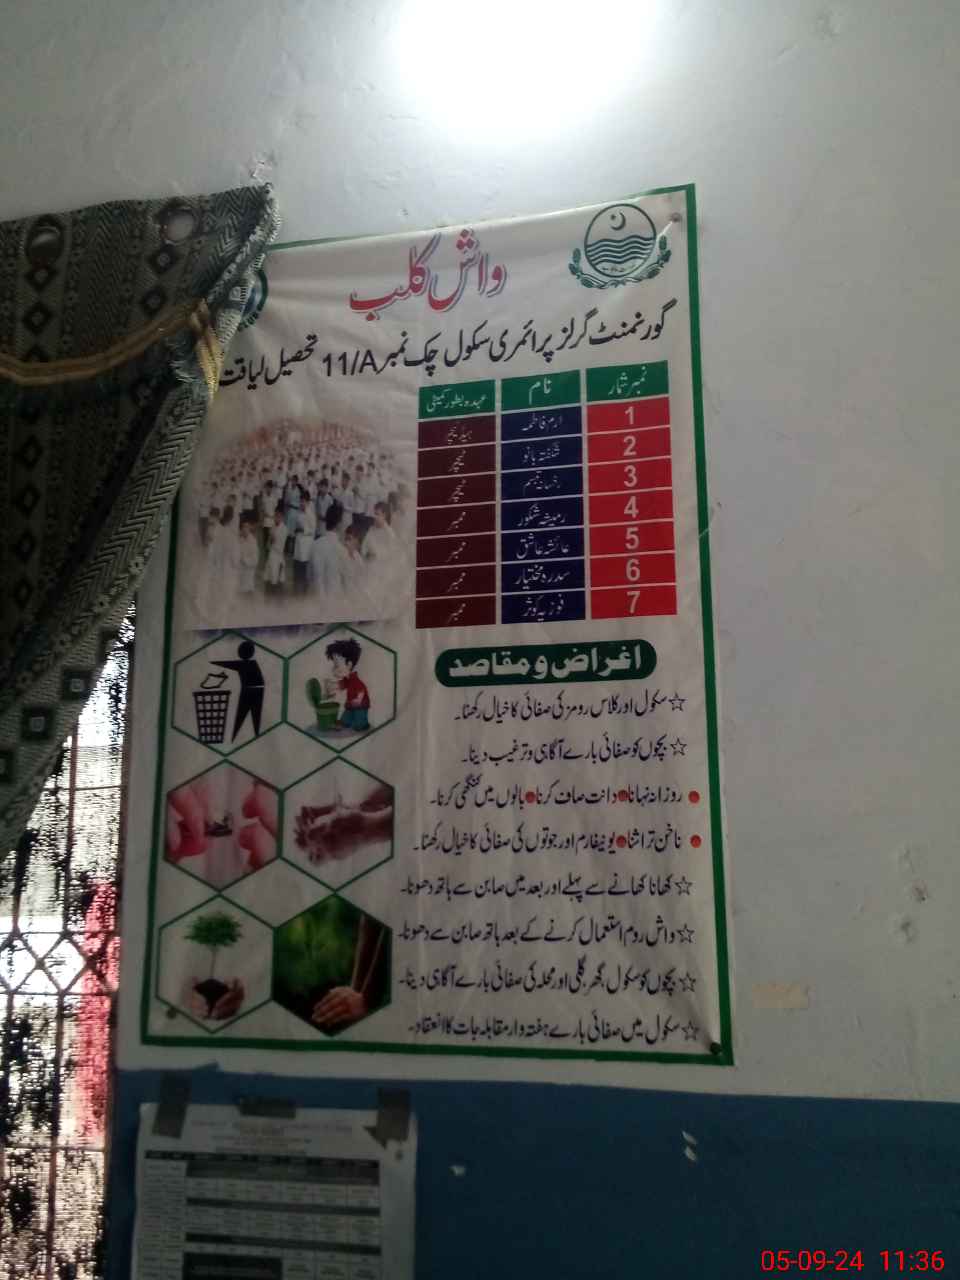 واش کلب
گورنمنٹ گرلز پرائمری سکول چک نمبر 11/A تحصیل لیاقت
نمبر شمار نام عہدہ بطور کمیٹی
1 ارم فاطمہ ہیڈ ٹیچر
2 شگفتہ بانو ٹیچر
3 رخسانہ تبسم ٹیچر
4 رمیشہ شکور ممبر
5 عائشہ عاشق ممبر
6 سدرہ مختیار ممبر
7 فوزیہ کوثر ممبر
اغراض و مقاصد
☆ سکول اور کلاس رومز کی صفائی کا خیال رکھنا۔
☆ بچوں کو صفائی بارے آگاہی و ترغیب دینا۔
● روزانہ نہانا ● دانت صاف کرنا ● بالوں میں کنگھی کرنا۔
● ناخن تراشنا ● یونیفارم اور جوتوں کی صفائی کا خیال رکھنا۔
☆ کھانا کھانے سے پہلے اور بعد میں صابن سے ہاتھ دھونا۔
☆ واش روم استعمال کرنے کے بعد ہاتھ صابن سے دھونا۔
☆ بچوں کو سکول، گھر، گلی اور محلہ کی صفائی بارے آگاہی دینا۔
☆ سکول میں صفائی بارے ہفتہ وار مقابلہ جات کا انعقاد۔
05-09-24 11:36